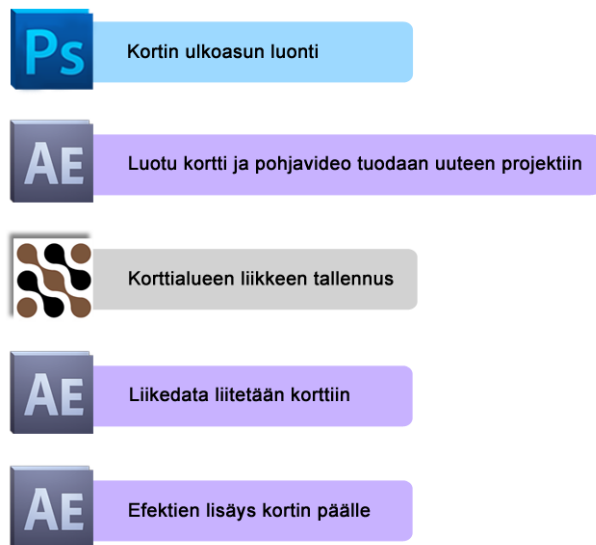 Ps
Kortin ulkoasun luonti
AE
Luotu kortti ja pohjavideo tuodaan uuteen projektiin
Korttialueen liikkeen tallennus
AE
Liikedata liitetään korttiin
AE
Efektien lisäys kortin päälle